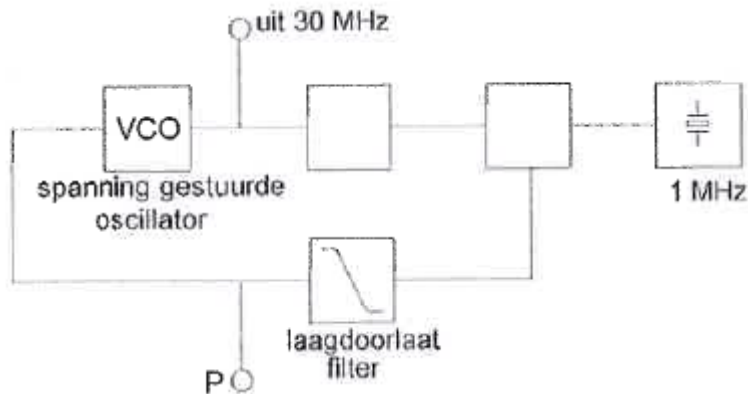 uit 30 MHz
VCO
spanning gestuurde
oscillator
1 MHz
laagdoorlaat
filter
P